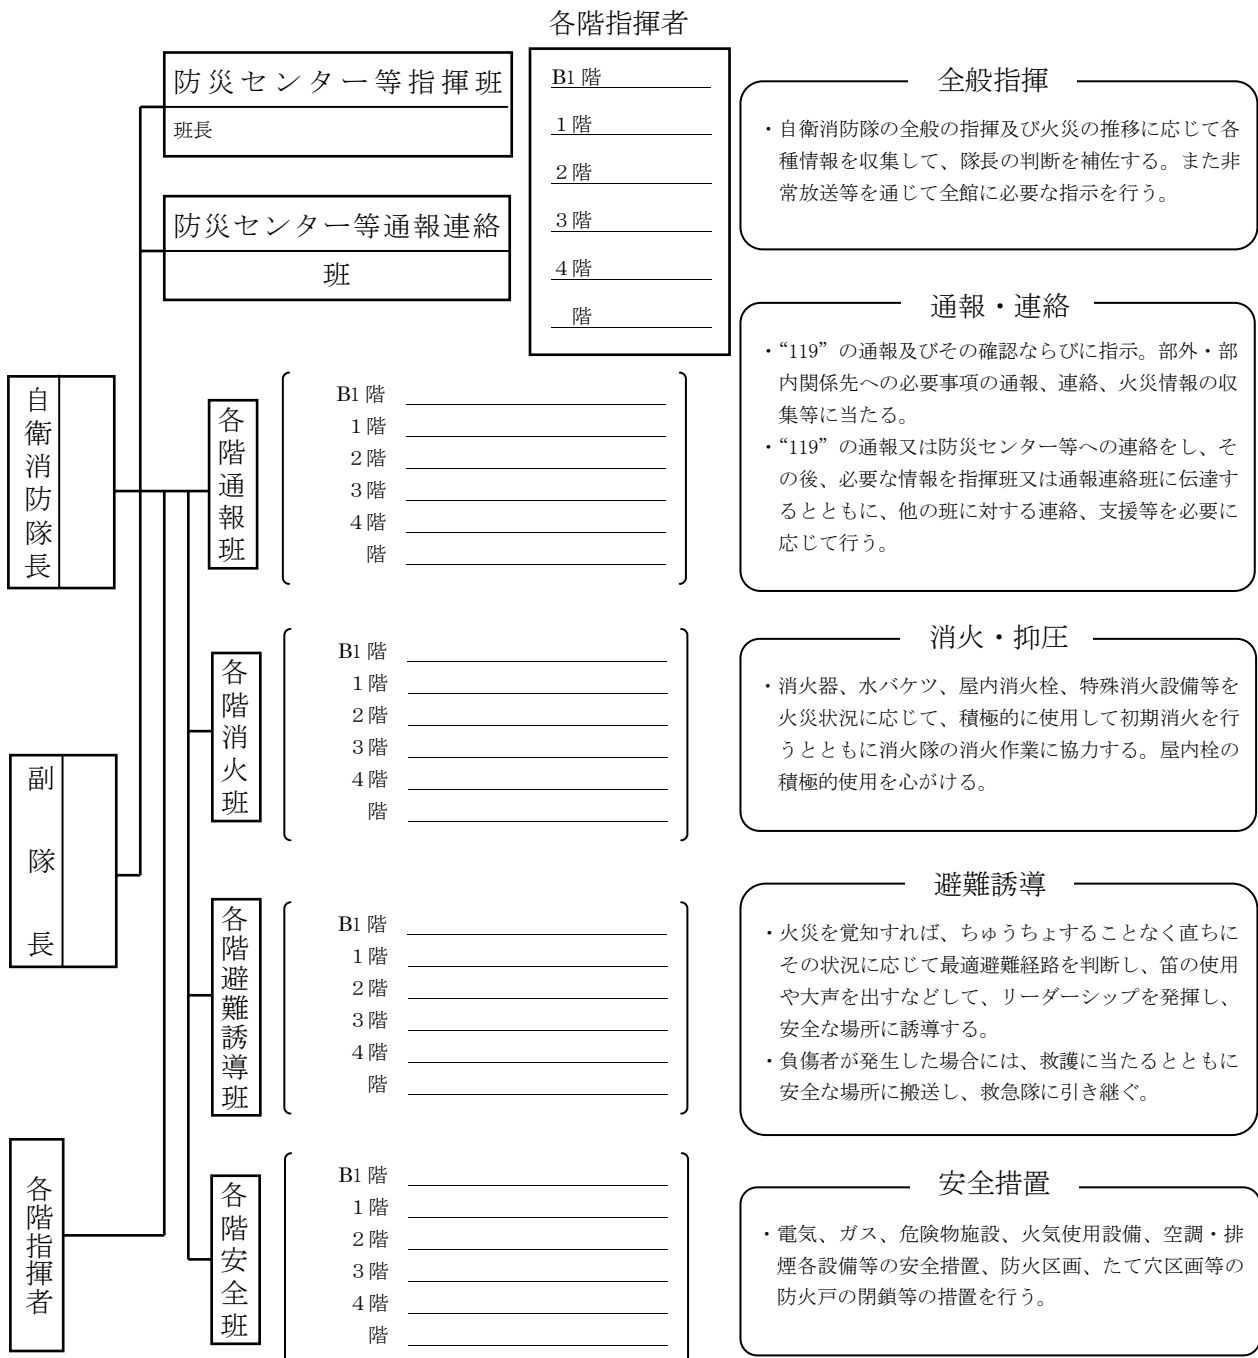 各階指揮者
防災センター等指揮班
班長
防災センター等通報連絡
班
B1 階
1 階
2 階
3 階
4 階
階
全般指揮
・自衛消防隊の全般の指揮及び火災の推移に応じて各
種情報を収集して、隊長の判断を補佐する。また非
常放送等を通じて全館に必要な指示を行う。
通報・連絡
・“119”の通報及びその確認ならびに指示。部外・部
内関係先への必要事項の通報、連絡、火災情報の収
集等に当たる。
・“119”の通報又は防災センター等への連絡をし、そ
の後、必要な情報を指揮班又は通報連絡班に伝達す
るとともに、他の班に対する連絡、支援等を必要に
応じて行う。
自衛消防隊長
各階通報班
B1 階
1 階
2 階
3 階
4 階
階
各階消火班
B1 階
1 階
2 階
3 階
4 階
階
消火・抑圧
・消火器、水バケツ、屋内消火栓、特殊消火設備等を
火災状況に応じて、積極的に使用して初期消火を行
うとともに消火隊の消火作業に協力する。屋内栓の
積極的使用を心がける。
副隊長
各階避難誘導班
B1 階
1 階
2 階
3 階
4 階
階
避難誘導
・火災を覚知すれば、ちゅうちょすることなく直ちに
その状況に応じて最適避難経路を判断し、笛の使用
や大声を出すなどして、リーダーシップを発揮し、
安全な場所に誘導する。
・負傷者が発生した場合には、救護に当たるとともに
安全な場所に搬送し、救急隊に引き継ぐ。
各階指揮者
各階安全班
B1 階
1 階
2 階
3 階
4 階
階
安全措置
・電気、ガス、危険物施設、火気使用設備、空調・排
煙各設備等の安全措置、防火区画、たて穴区画等の
防火戸の閉鎖等の措置を行う。